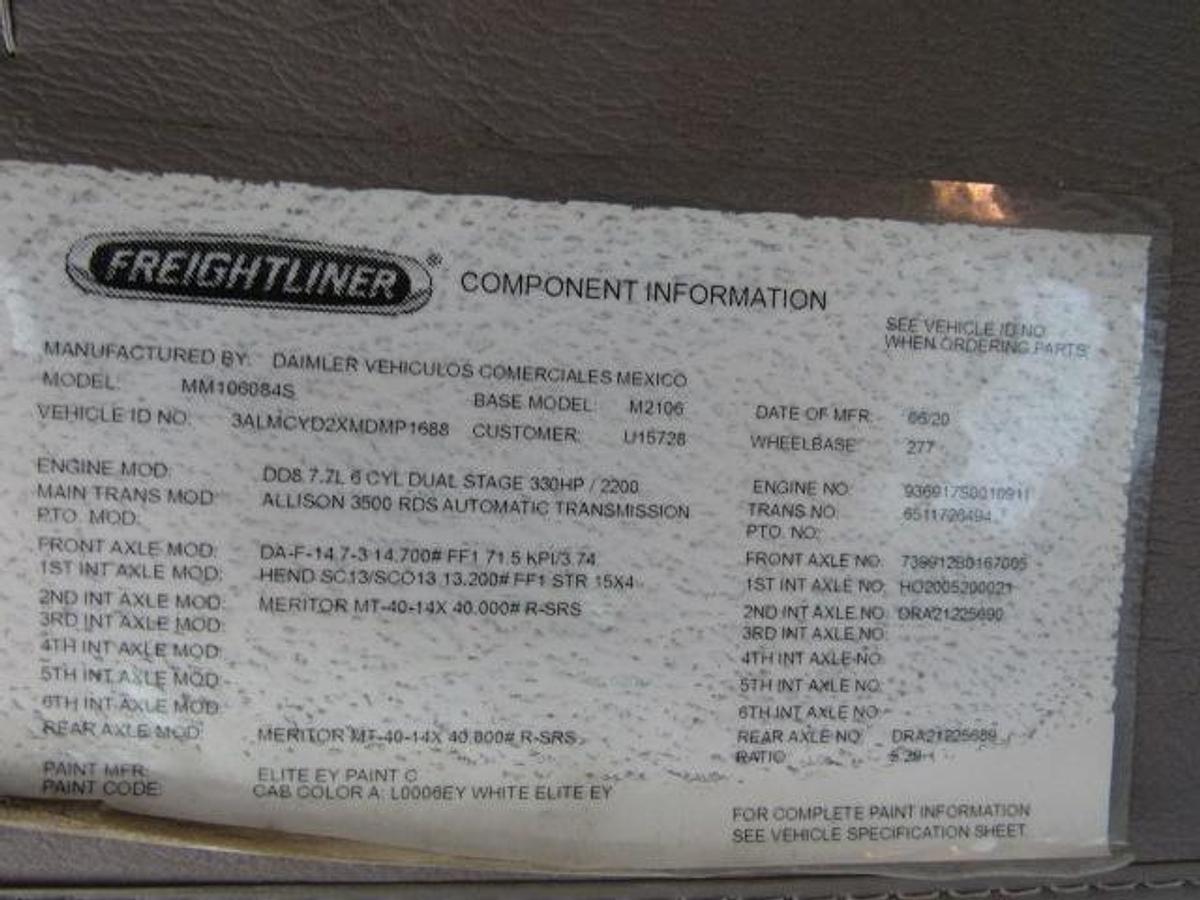 FREIGHTLINER® COMPONENT INFORMATION
SEE VEHICLE ID NO
WHEN ORDERING PARTS
MANUFACTURED BY: DAIMLER VEHICULOS COMERCIALES MEXICO
MODEL: MM106084S BASE MODEL: M2106 DATE OF MFR: 06/20
VEHICLE ID NO: 3ALMCYD2XMDMP1688 CUSTOMER: U15728 WHEELBASE 277
ENGINE MOD: DD8 7.7L 6 CYL DUAL STAGE 330HP / 2200 ENGINE NO:
MAIN TRANS MOD ALLISON 3500 RDS AUTOMATIC TRANSMISSION TRANS NO: 6511726494
P.T.O. MOD: PTO. NO:
FRONT AXLE MOD: DA-F-14.7-3 14.700# FF1 71.5 KPI/3.74 FRONT AXLE NO: 73991280167005
1ST INT AXLE MOD: HEND SC13/SCO13 13.200# FF1 STR 15X4 1ST INT AXLE NO: HO2005200021
2ND INT AXLE MOD: MERITOR MT-40-14X 40.000# R-SRS 2ND INT AXLE NO: DRA21225690
3RD INT AXLE MOD: 3RD INT AXLE NO:
4TH INT AXLE MOD: 4TH INT AXLE NO:
5TH INT AXLE MOD: 5TH INT AXLE NO:
6TH INT AXLE MOD: 6TH INT AXLE NO:
REAR AXLE MOD: MERITOR MT-40-14X 40.000# R-SRS REAR AXLE NO: DRA21225689
RATIO 5.29
PAINT MFR: ELITE EY PAINT C
PAINT CODE: CAB COLOR A: L0006EY WHITE ELITE EY
FOR COMPLETE PAINT INFORMATION
SEE VEHICLE SPECIFICATION SHEET